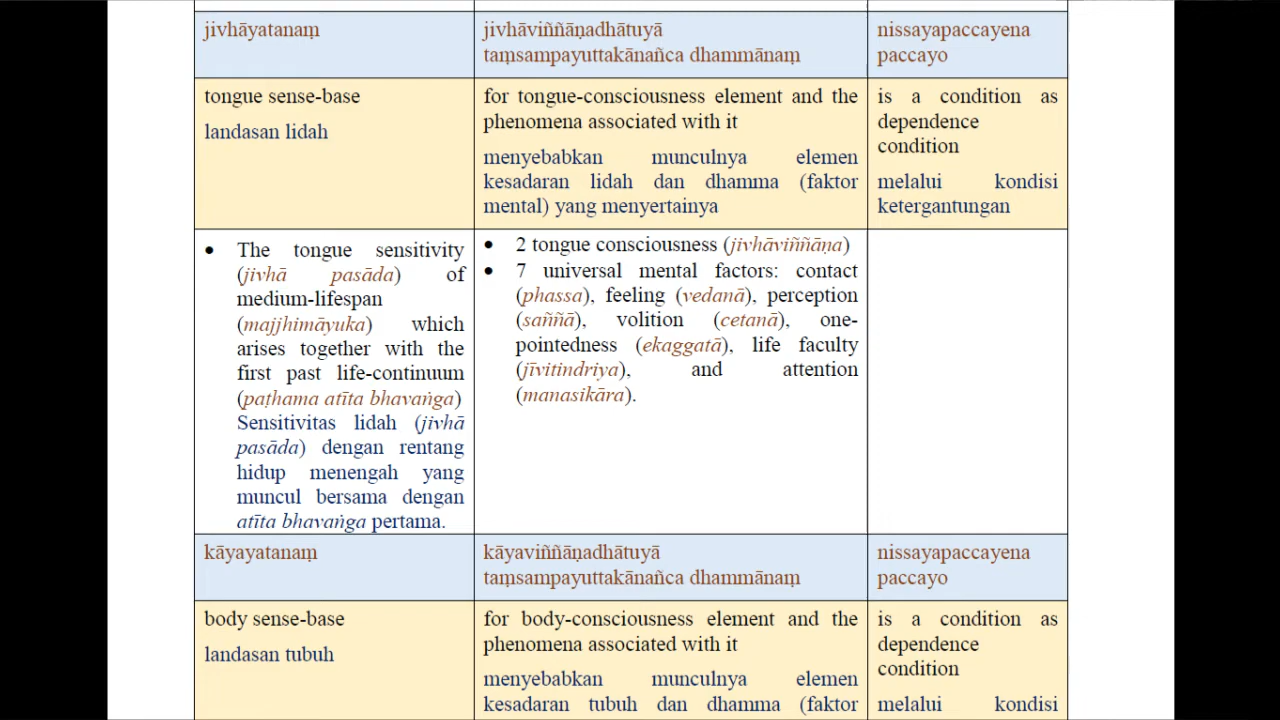 jivhāyatanaṃ
jivhāviññāṇadhātuyā
taṃsampayuttakānañca dhammānaṃ
nissayapaccayena
paccayo
tongue sense-base
landasan lidah
for tongue-consciousness element and the
phenomena associated with it
menyebabkan munculnya elemen
kesadaran lidah dan dhamma (faktor
mental) yang menyertainya
is a condition as
dependence
condition
melalui kondisi
ketergantungan
• The tongue sensitivity
(jivhā pasāda) of
medium-lifespan
(majjhimāyuka) which
arises together with the
first past life-continuum
(paṭhama atīta bhavaṅga)
Sensitivitas lidah (jivhā
pasāda) dengan rentang
hidup menengah yang
muncul bersama dengan
atīta bhavaṅga pertama.
• 2 tongue consciousness (jivhāviññāṇa)
• 7 universal mental factors: contact
(phassa), feeling (vedanā), perception
(saññā), volition (cetanā), one-
pointedness (ekaggatā), life faculty
(jīvitindriya), and attention
(manasikāra).
kāyayatanaṃ
kāyaviññāṇadhātuyā
taṃsampayuttakānañca dhammānaṃ
nissayapaccayena
paccayo
body sense-base
landasan tubuh
for body-consciousness element and the
phenomena associated with it
menyebabkan munculnya elemen
kesadaran tubuh dan dhamma (faktor
is a condition as
dependence
condition
melalui kondisi